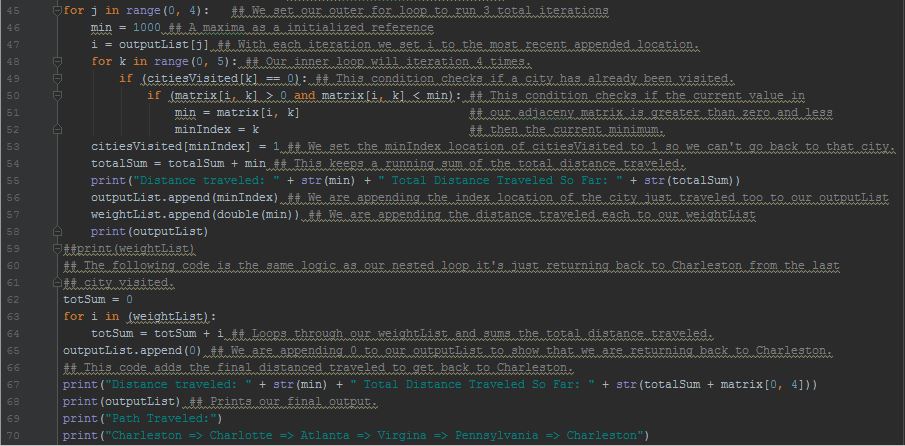 45 for j in range(0, 4):   ## We set our outer for loop to run 3 total iterations
46     min = 1000 ## A maxima as a initialized reference
47     i = outputList[j] ## With each iteration we set i to the most recent appended location.
48     for k in range(0, 5): ## Our inner loop will iteration 4 times.
49         if (citiesVisited[k] == 0): ## This condition checks if a city has already been visited.
50             if (matrix[i, k] > 0 and matrix[i, k] < min): ## This condition checks if the current value in
51                 min = matrix[i, k]                        ## our adjaceny matrix is greater than zero and less
52                 minIndex = k                              ## then the current minimum.
53     citiesVisited[minIndex] = 1 ## We set the minIndex location of citiesVisited to 1 so we can't go back to that city.
54     totalSum = totalSum + min ## This keeps a running sum of the total distance traveled.
55     print("Distance traveled: " + str(min) + " Total Distance Traveled So Far: " + str(totalSum))
56     outputList.append(minIndex) ## We are appending the index location of the city just traveled too to our outputList
57     weightList.append(double(min)) ## We are appending the distance traveled each to our weightList
58     print(outputList)
59 ##print(weightList)
60 ## The following code is the same logic as our nested loop it's just returning back to Charleston from the last
61 ## city visited.
62 totSum = 0
63 for i in (weightList):
64     totSum = totSum + i ## Loops through our weightList and sums the total distance traveled.
65 outputList.append(0) ## We are appending 0 to our outputList to show that we are returning back to Charleston.
66 ## This code adds the final distanced traveled to get back to Charleston.
67 print("Distance traveled: " + str(min) + " Total Distance Traveled So Far: " + str(totalSum + matrix[0, 4]))
68 print(outputList) ## Prints our final output.
69 print("Path Traveled:")
70 print("Charleston => Charlotte => Atlanta => Virgina => Pennsylvania => Charleston")